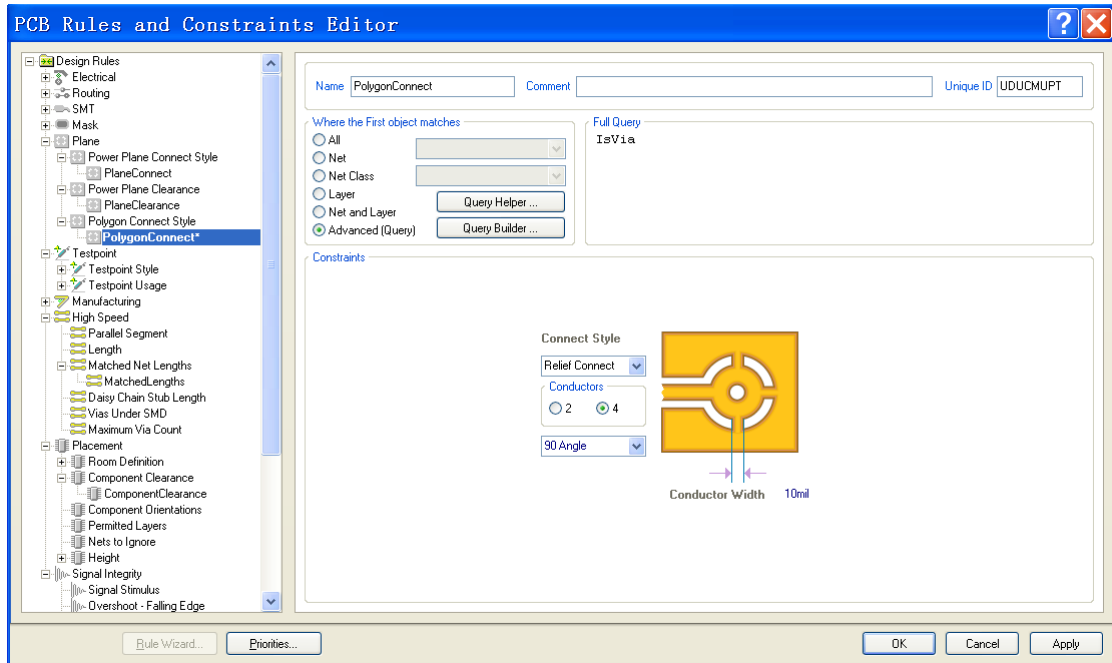 PCB Rules and Constraints Editor
Design Rules
Electrical
Routing
SMT
Mask
Plane
Power Plane Connect Style
PlaneConnect
Power Plane Clearance
PlaneClearance
Polygon Connect Style
PolygonConnect*
Testpoint
Testpoint Style
Testpoint Usage
Manufacturing
High Speed
Parallel Segment
Length
Matched Net Lengths
MatchedLengths
Daisy Chain Stub Length
Vias Under SMD
Maximum Via Count
Placement
Room Definition
Component Clearance
ComponentClearance
Component Orientations
Permitted Layers
Nets to Ignore
Height
Signal Integrity
Signal Stimulus
Overshoot - Falling Edge
Name PolygonConnect Comment Unique ID UDUCMUPT
Where the First object matches
All
Net
Net Class
Layer
Net and Layer
Advanced (Query)
Query Helper ...
Query Builder ...
Full Query
IsVia
Constraints
Connect Style
Relief Connect
Conductors
2 4
90 Angle
Conductor Width 10mil
Rule Wizard... Priorities... OK Cancel Apply